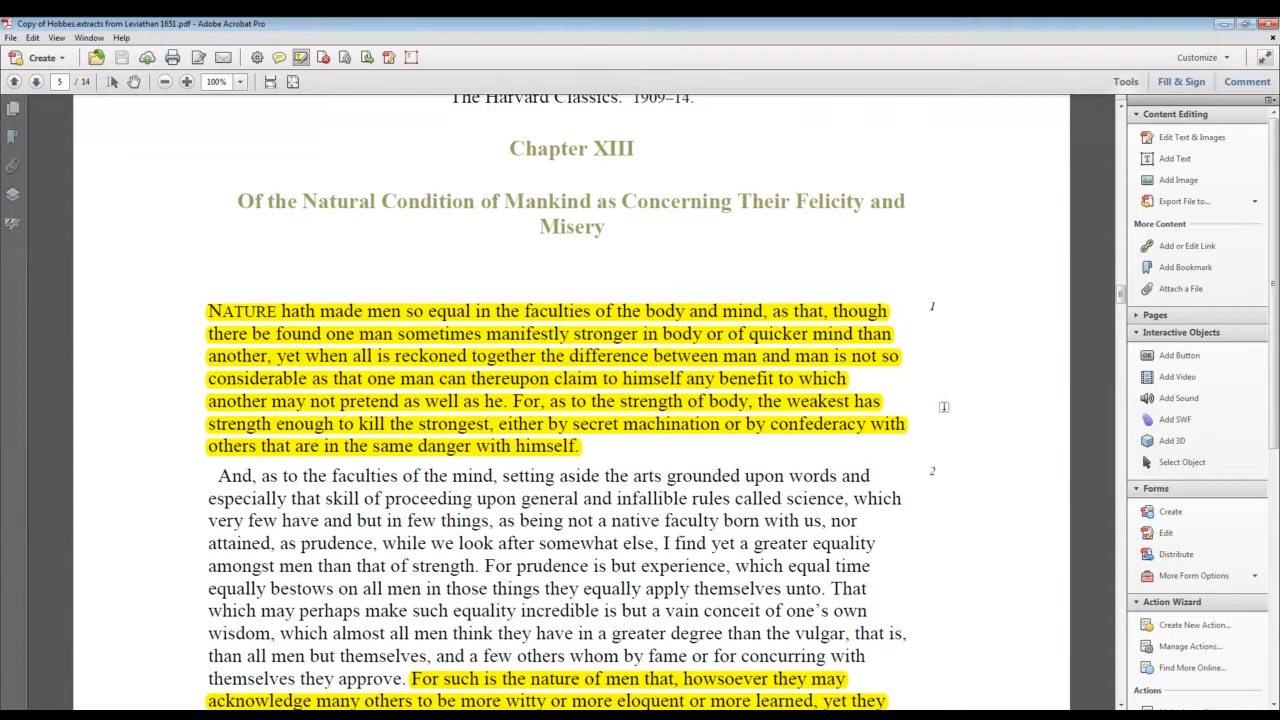 Copy of Hobbes.extracts from Leviathan 1651.pdf - Adobe Acrobat Pro
File Edit View Window Help
Create Customize
5 / 14 100% Tools Fill & Sign Comment
The Harvard Classics. 1909–14.
Chapter XIII
Of the Natural Condition of Mankind as Concerning Their Felicity and
Misery
NATURE hath made men so equal in the faculties of the body and mind, as that, though 1
there be found one man sometimes manifestly stronger in body or of quicker mind than
another, yet when all is reckoned together the difference between man and man is not so
considerable as that one man can thereupon claim to himself any benefit to which
another may not pretend as well as he. For, as to the strength of body, the weakest has
strength enough to kill the strongest, either by secret machination or by confederacy with
others that are in the same danger with himself.
And, as to the faculties of the mind, setting aside the arts grounded upon words and 2
especially that skill of proceeding upon general and infallible rules called science, which
very few have and but in few things, as being not a native faculty born with us, nor
attained, as prudence, while we look after somewhat else, I find yet a greater equality
amongst men than that of strength. For prudence is but experience, which equal time
equally bestows on all men in those things they equally apply themselves unto. That
which may perhaps make such equality incredible is but a vain conceit of one’s own
wisdom, which almost all men think they have in a greater degree than the vulgar, that is,
than all men but themselves, and a few others whom by fame or for concurring with
themselves they approve. For such is the nature of men that, howsoever they may
acknowledge many others to be more witty or more eloquent or more learned, yet they
Content Editing
Edit Text & Images
Add Text
Add Image
Export File to...
More Content
Add or Edit Link
Add Bookmark
Attach a File
Pages
Interactive Objects
OK Add Button
Add Video
Add Sound
Add SWF
Add 3D
Select Object
Forms
Create
Edit
Distribute
More Form Options
Action Wizard
Create New Action...
Manage Actions...
Find More Online...
Actions